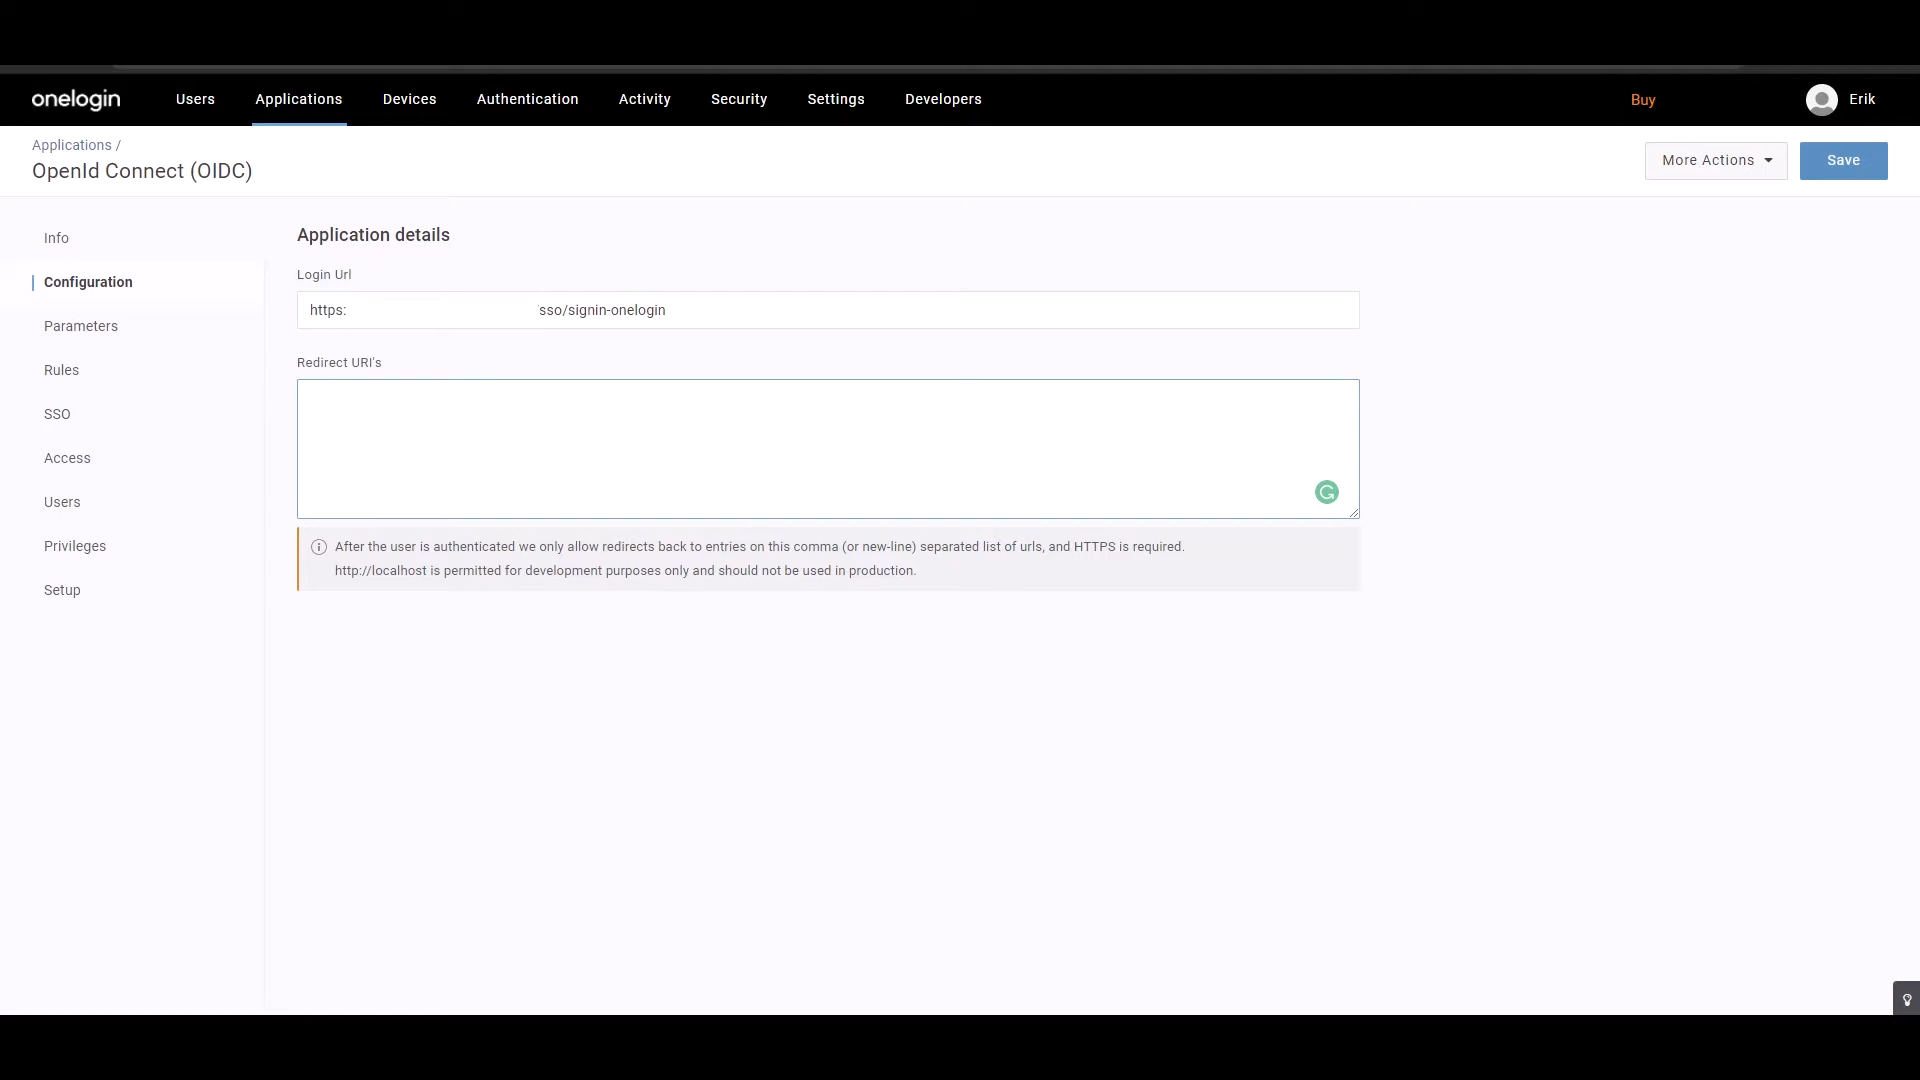 onelogin Users Applications Devices Authentication Activity Security Settings Developers Buy Erik
Applications /
OpenId Connect (OIDC)
More Actions Save
Info
Configuration
Parameters
Rules
SSO
Access
Users
Privileges
Setup
Application details
Login Url
https: sso/signin-onelogin
Redirect URI's
After the user is authenticated we only allow redirects back to entries on this comma (or new-line) separated list of urls, and HTTPS is required.
http://localhost is permitted for development purposes only and should not be used in production.